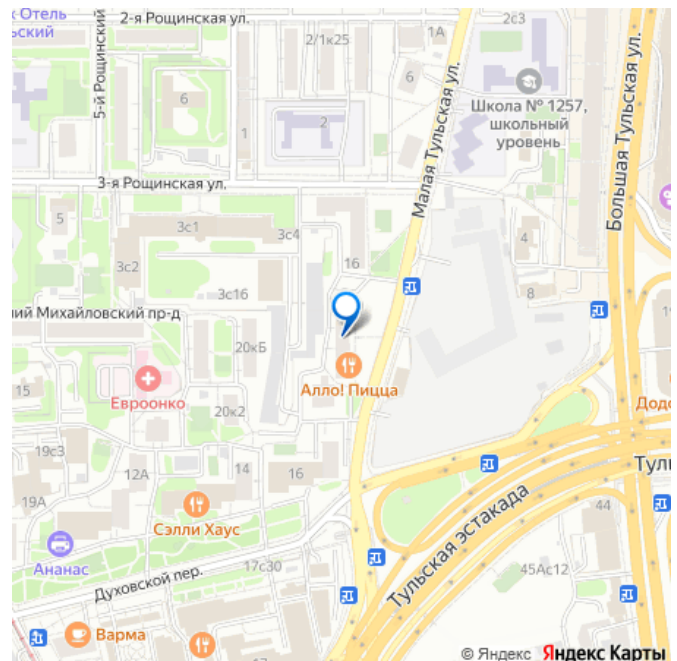 к Отель
ьский
2-я Рощинская ул.
5-й Рощинский
2/1к25
1А
2с3
6
6
2
1
Школа № 1257,
школьный
уровень
Малая Тульская ул.
Большая Тульская ул.
3-я Рощинская ул.
5
3с1
3с4
3с2
3с16
16
4
8
ний Михайловский пр-д
20кБ
Евроонко
15
20к2
Алло! Пицца
Додо
19с3
12А
14
16
19А
Сэлли Хаус
Тул
44
Тульская эстакада
45Ас12
Ананас
17с30
Духовской пер.
Варма
© Яндекс Яндекс Карты